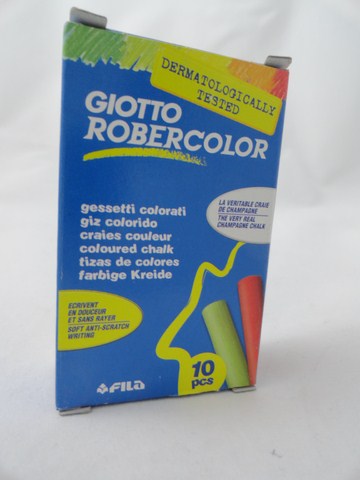 DERMATOLOGICALLY
TESTED
GIOTTO
ROBERCOLOR
gessetti colorati
giz colorido
craies couleur
coloured chalk
tizas de colores
farbige Kreide
LA VERITABLE CRAIE
DE CHAMPAGNE
THE VERY REAL
CHAMPAGNE CHALK
ECRIVENT
EN DOUCEUR
ET SANS RAYER
SOFT ANTI-SCRATCH
WRITING
FILA
10
pcs